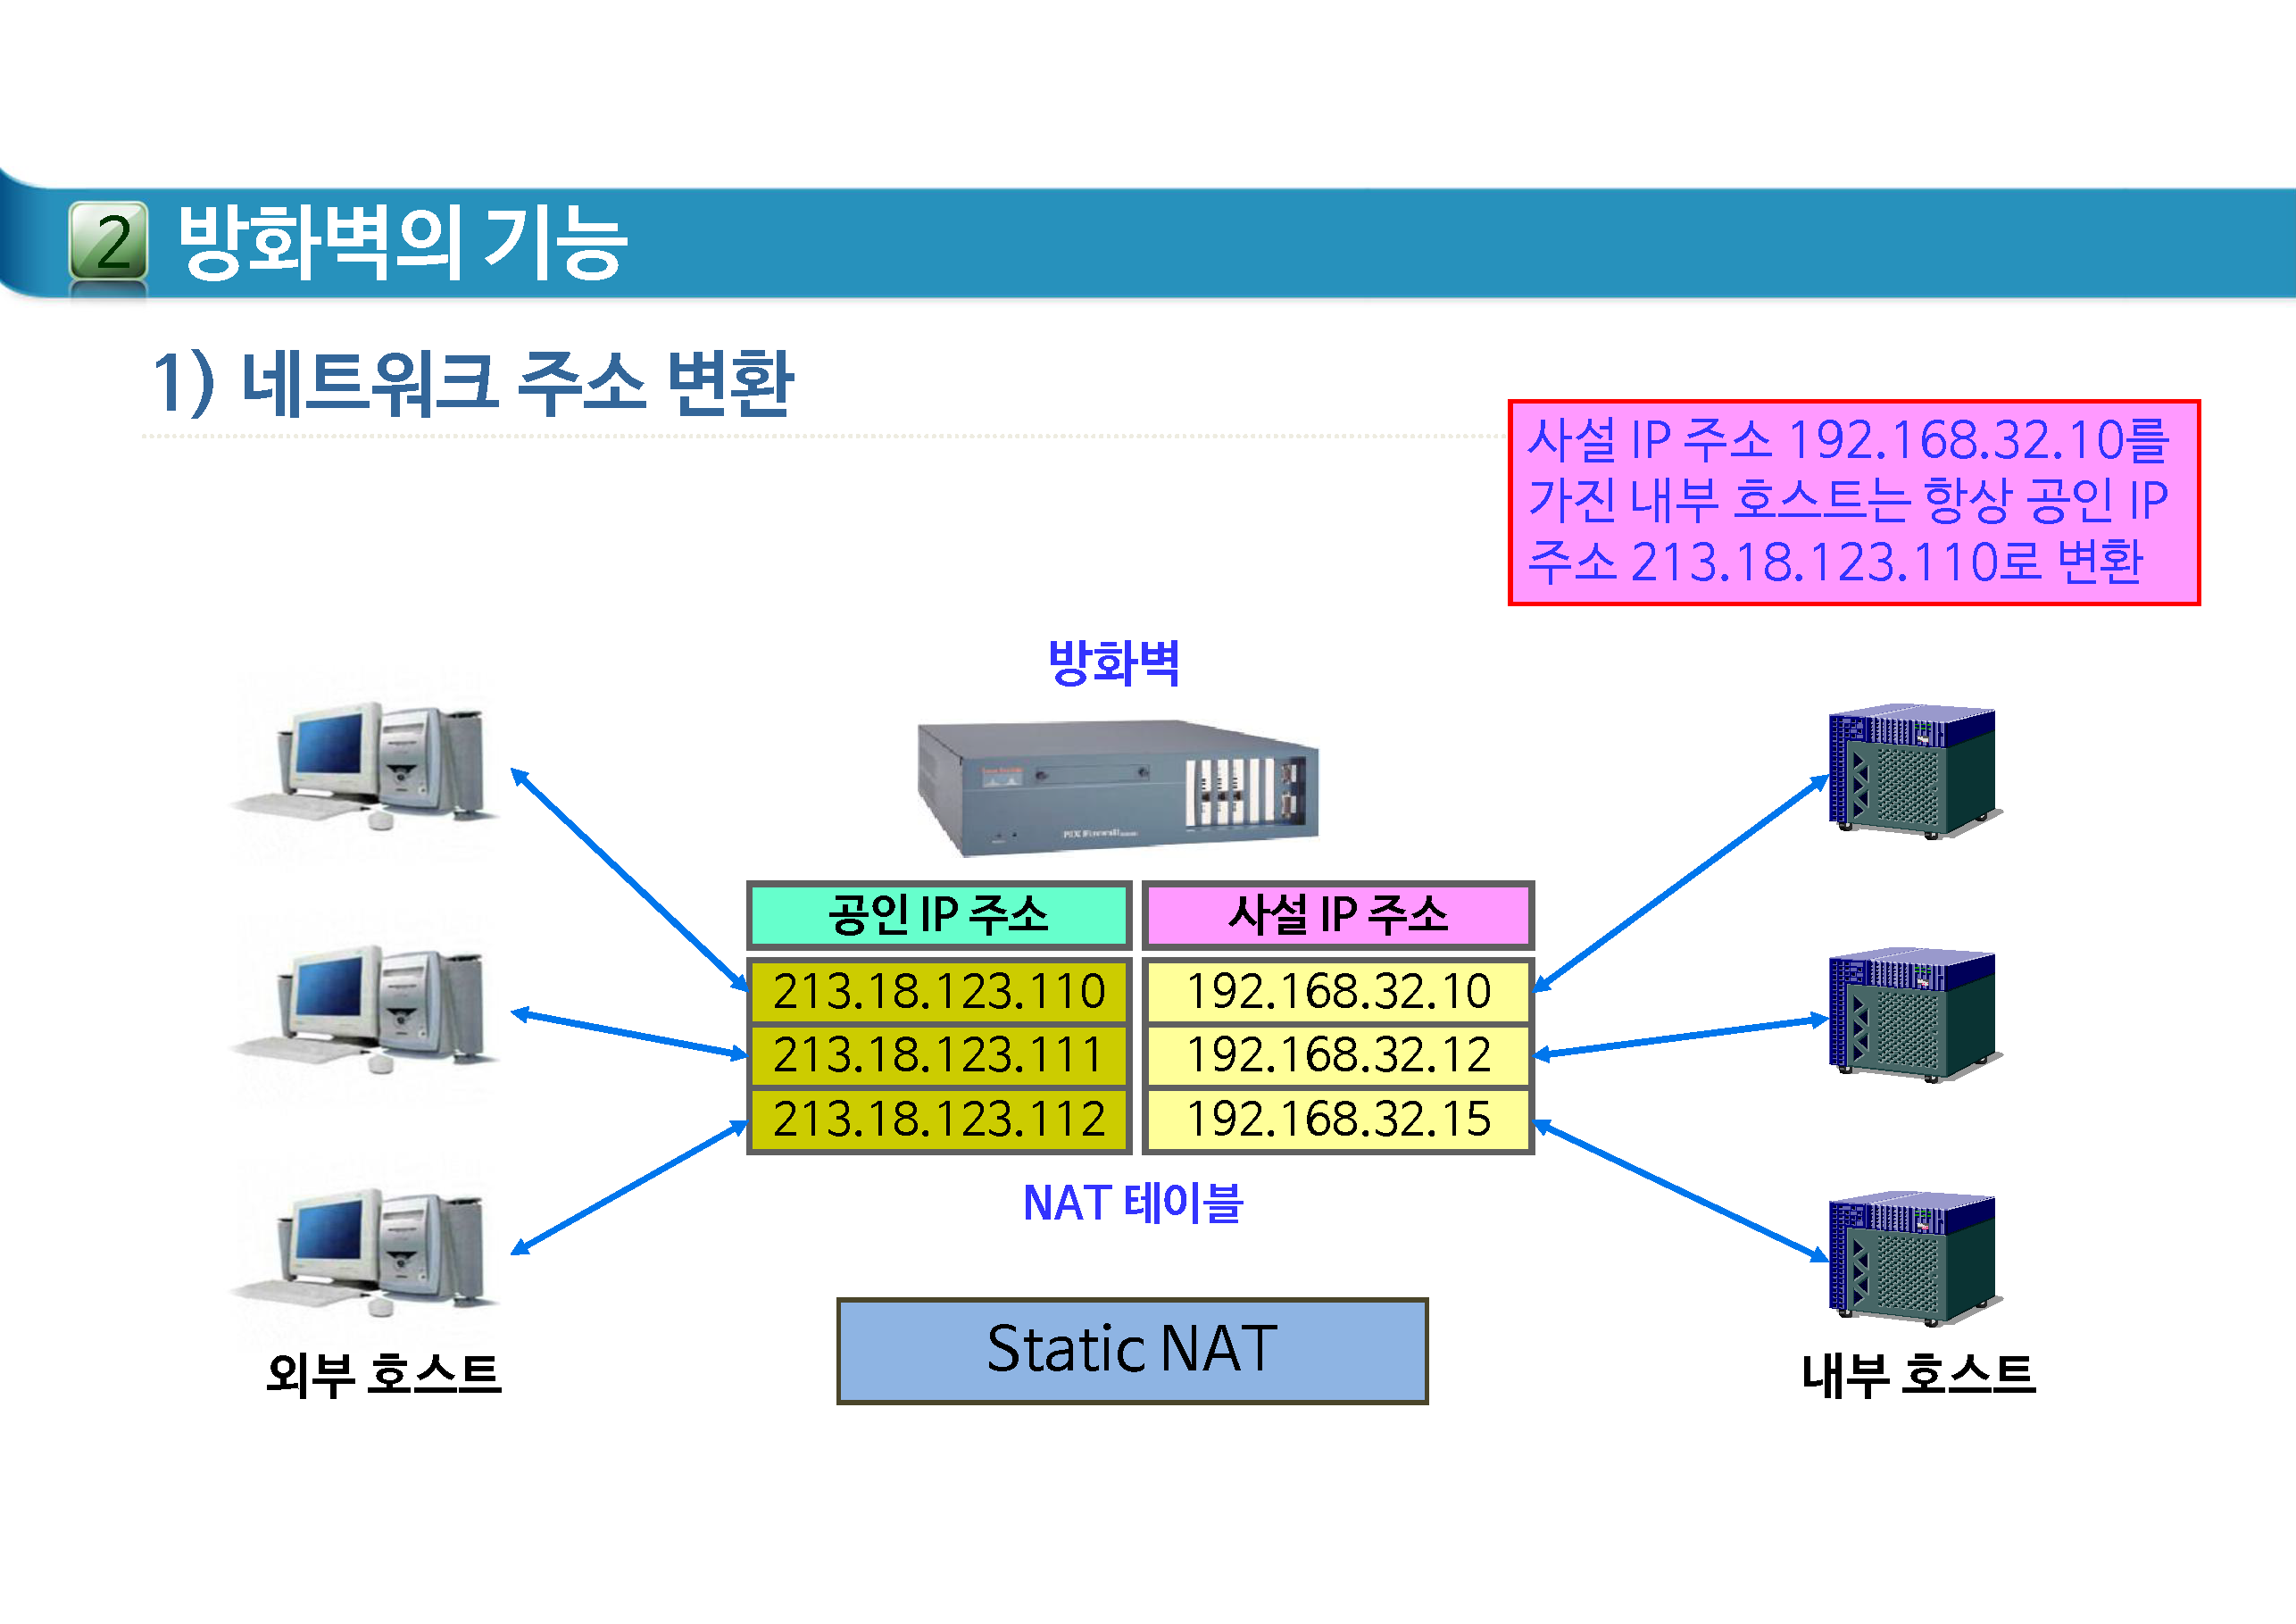 2 방화벽의 기능
1) 네트워크 주소 변환
사설 IP 주소 192.168.32.10를
가진 내부 호스트는 항상 공인 IP
주소 213.18.123.110로 변환
방화벽
PIX Firewall
공인 IP 주소 사설 IP 주소
213.18.123.110 192.168.32.10
213.18.123.111 192.168.32.12
213.18.123.112 192.168.32.15
NAT 테이블
Static NAT
외부 호스트
내부 호스트